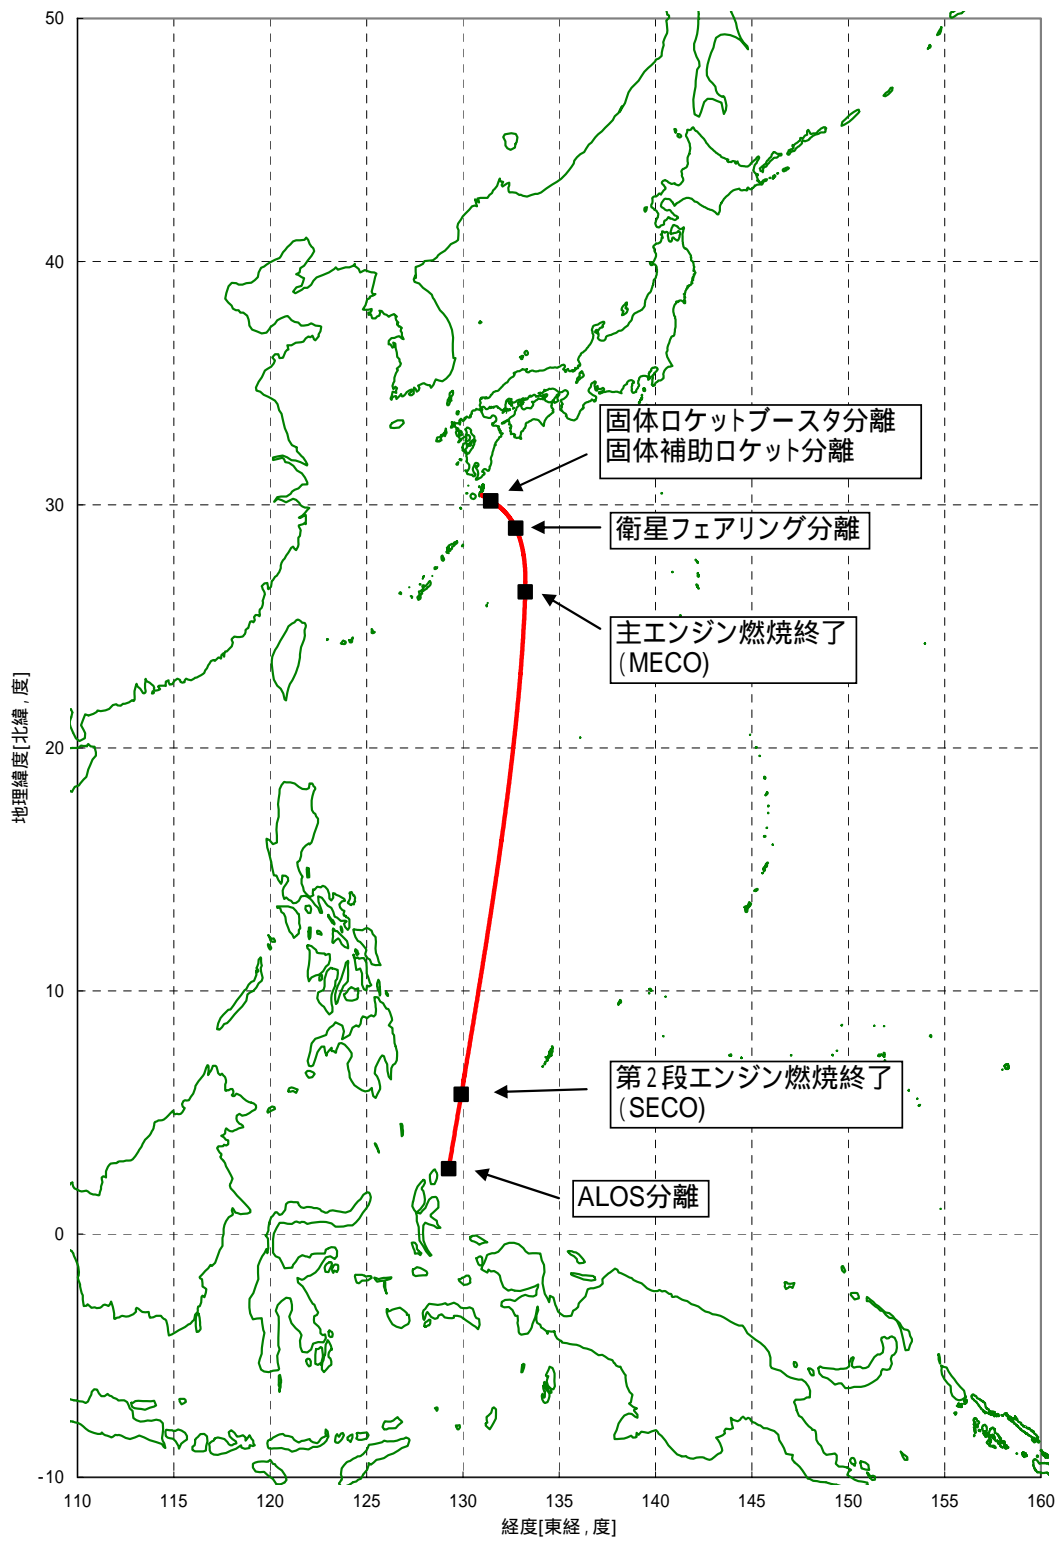 50
40
30
20
10
0
-10
地理緯度[北緯,度]
固体ロケットブースタ分離
固体補助ロケット分離
衛星フェアリング分離
主エンジン燃焼終了
(MECO)
第2段エンジン燃焼終了
(SECO)
ALOS分離
110 115 120 125 130 135 140 145 150 155 160
経度[東経,度]